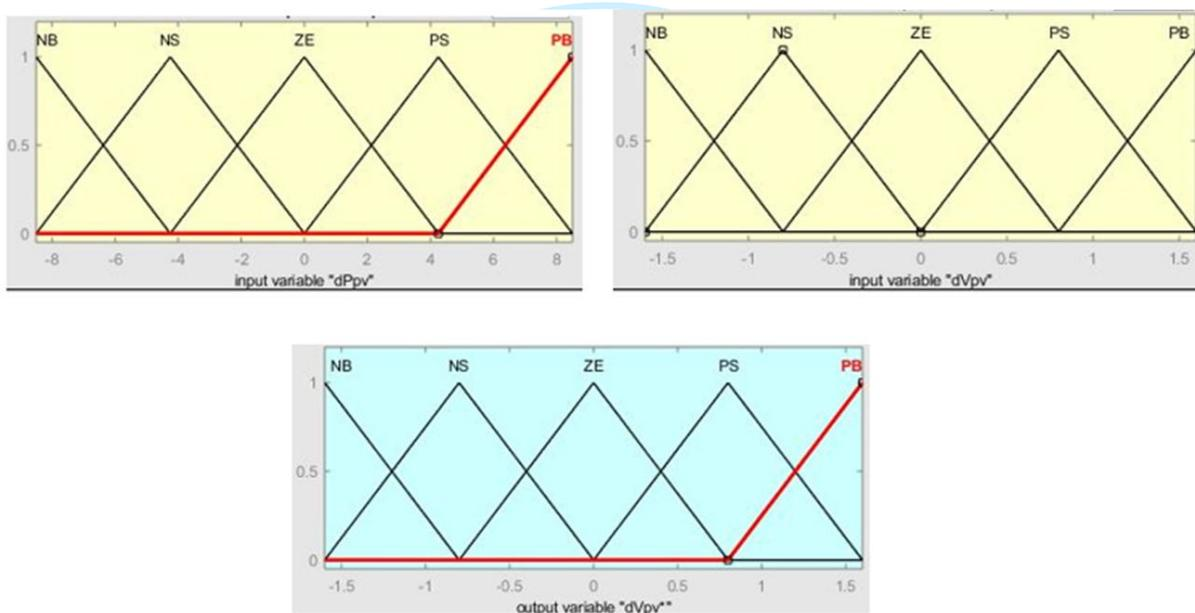 NB NS ZE PS PB
1
0.5
0
-8 -6 -4 -2 0 2 4 6 8
input variable "dPpv"
NB NS ZE PS PB
1
0.5
0
-1.5 -1 -0.5 0 0.5 1 1.5
input variable "dVpv"
NB NS ZE PS PB
1
0.5
0
-1.5 -1 -0.5 0 0.5 1 1.5
output variable "dVpv*"